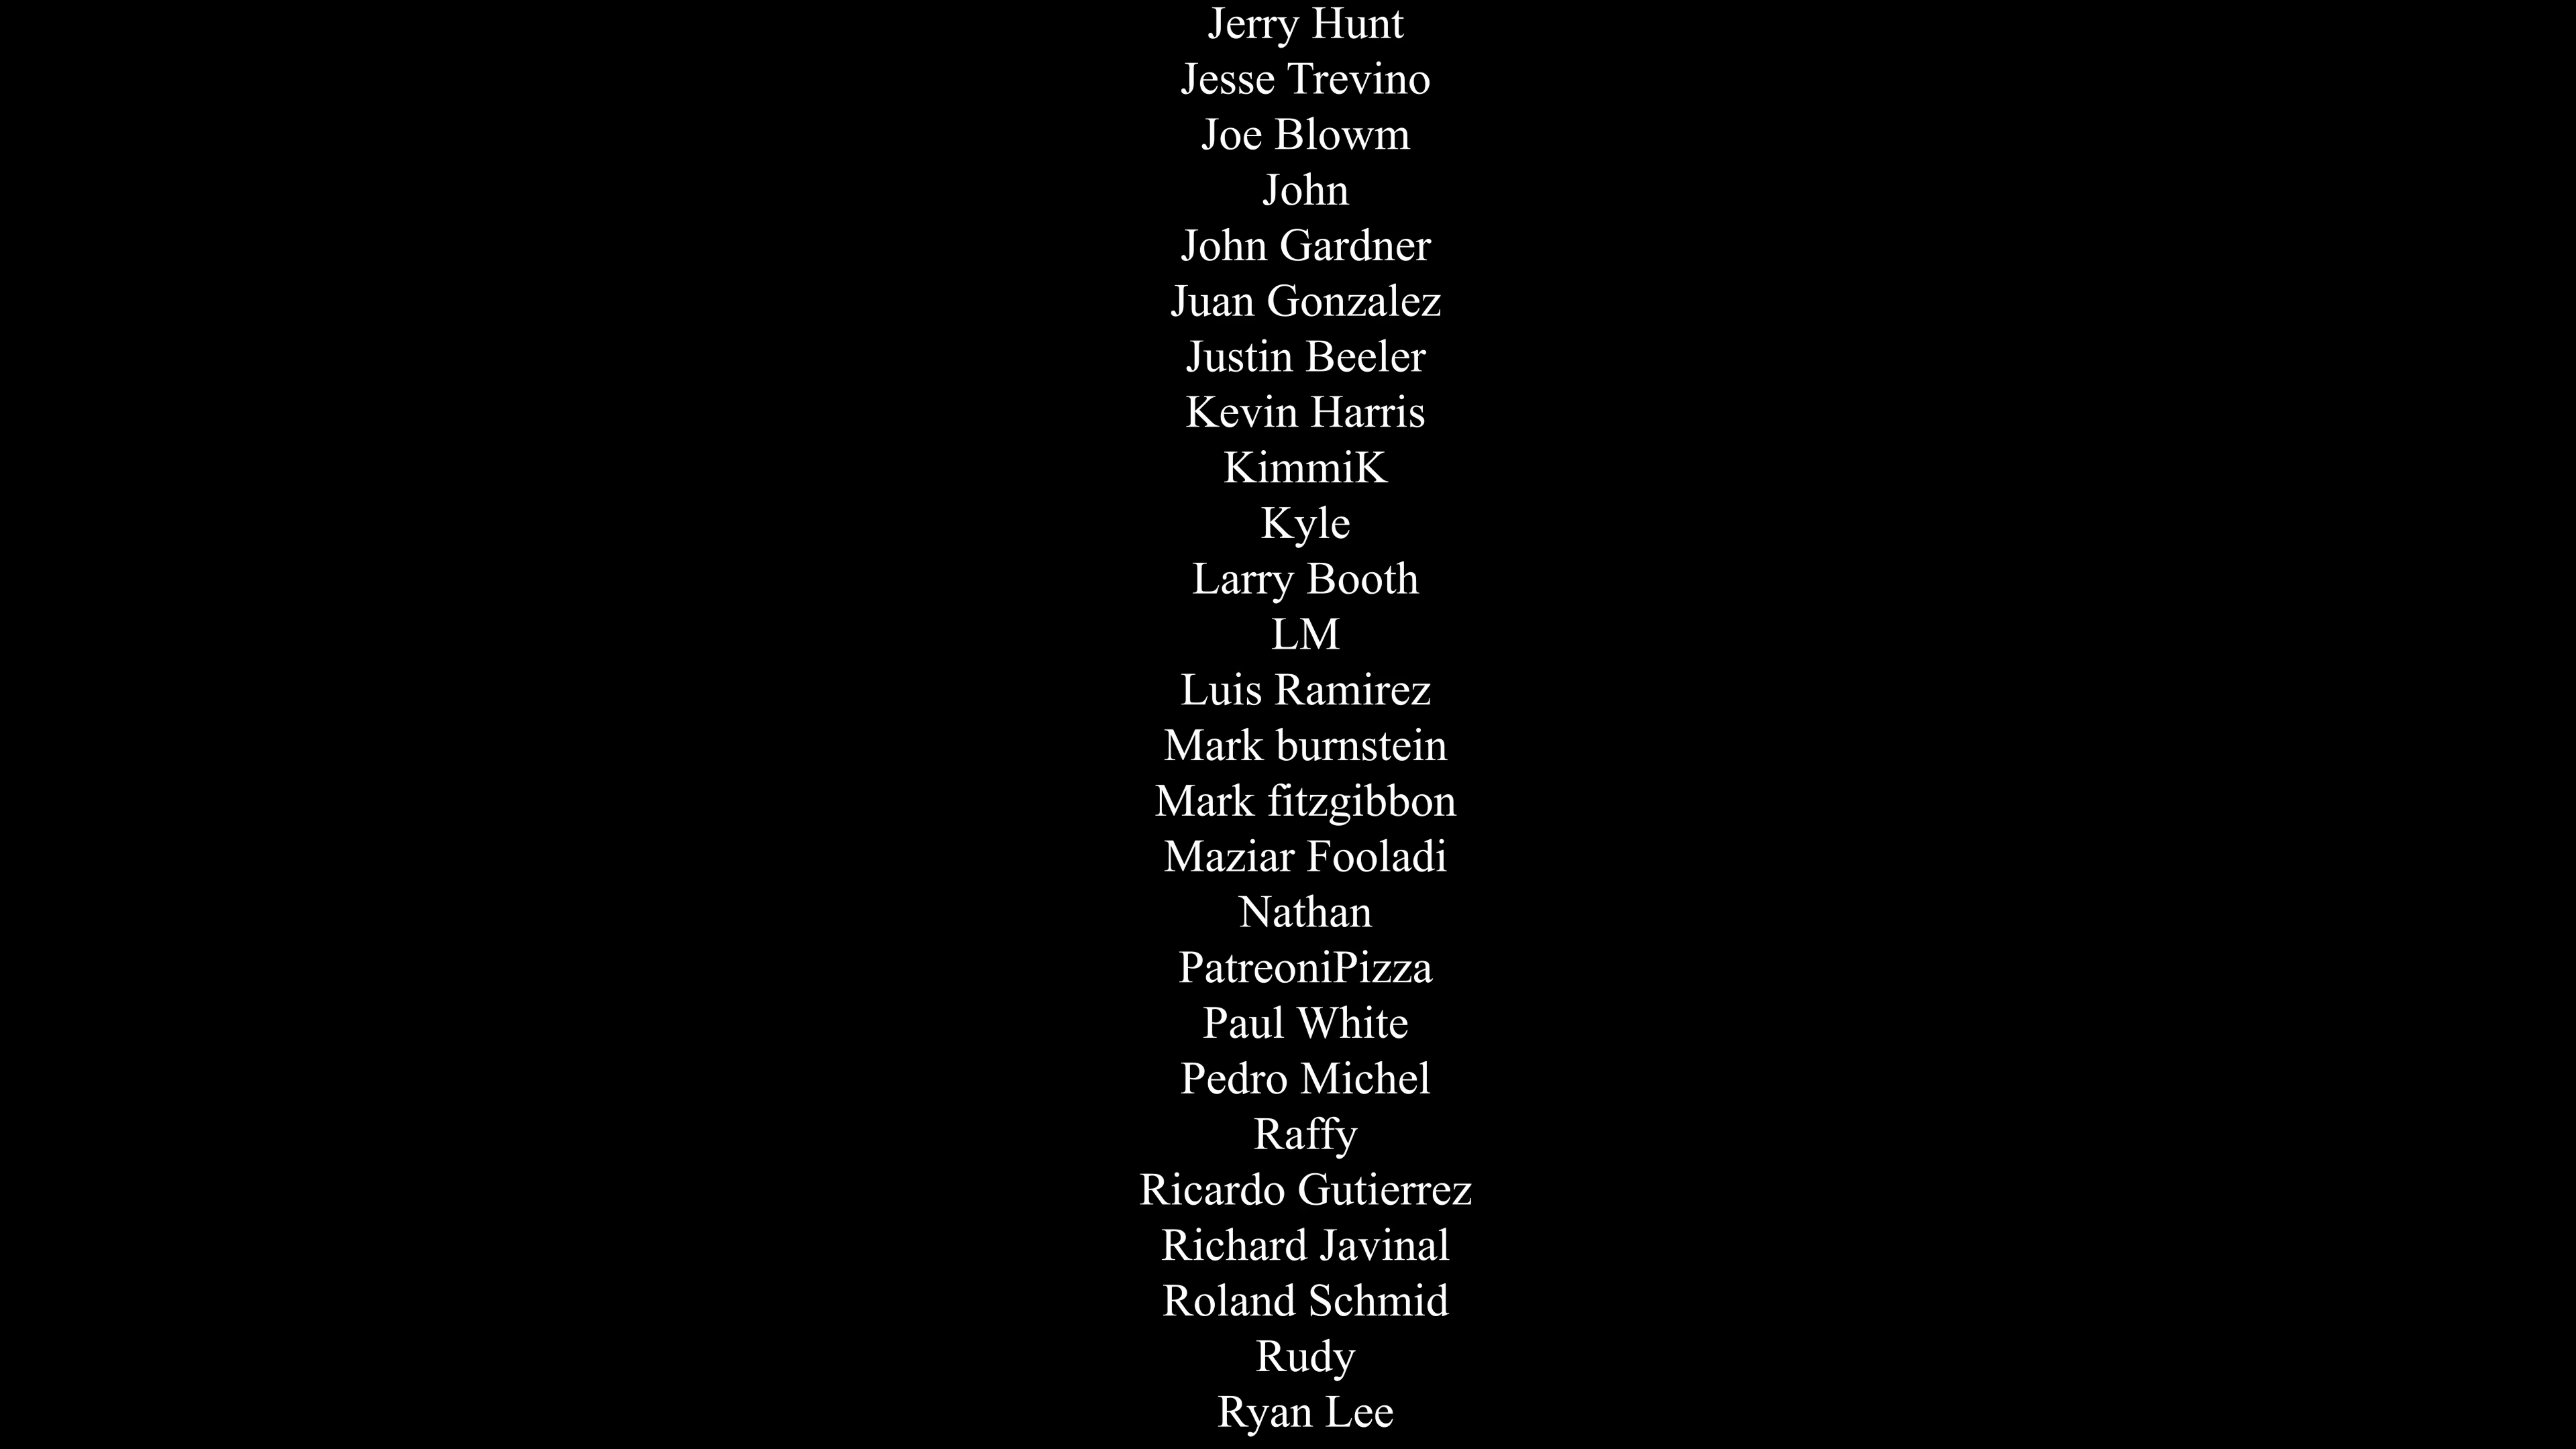 Jerry Hunt
Jesse Trevino
Joe Blowm
John
John Gardner
Juan Gonzalez
Justin Beeler
Kevin Harris
KimmiK
Kyle
Larry Booth
LM
Luis Ramirez
Mark burnstein
Mark fitzgibbon
Maziar Fooladi
Nathan
PatreoniPizza
Paul White
Pedro Michel
Raffy
Ricardo Gutierrez
Richard Javinal
Roland Schmid
Rudy
Ryan Lee